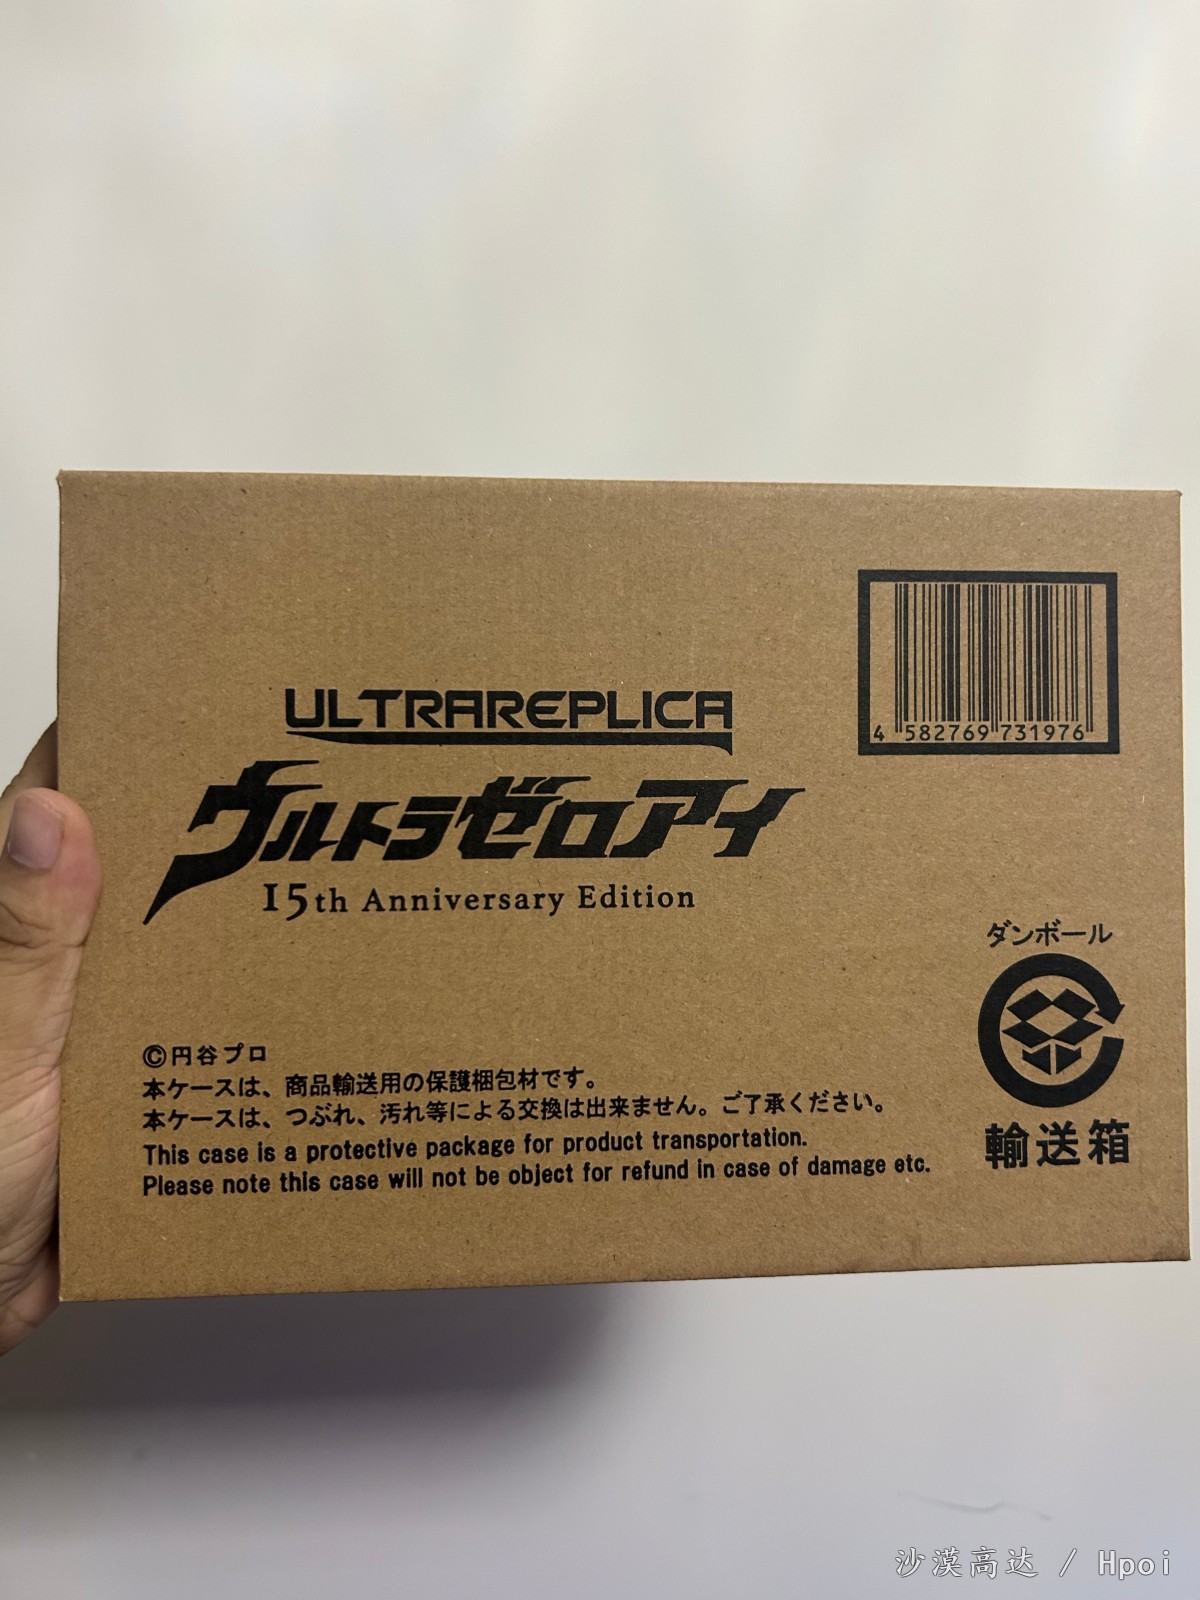 ULTRAREPLICA
ウルトラゼロアイ
15th Anniversary Edition
4 582769 731976
ダンボール
輸送箱
©円谷プロ
本ケースは、商品輸送用の保護梱包材です。
本ケースは、つぶれ、汚れ等による交換は出来ません。ご了承ください。
This case is a protective package for product transportation.
Please note this case will not be object for refund in case of damage etc.
沙漠高达 / Hpoi